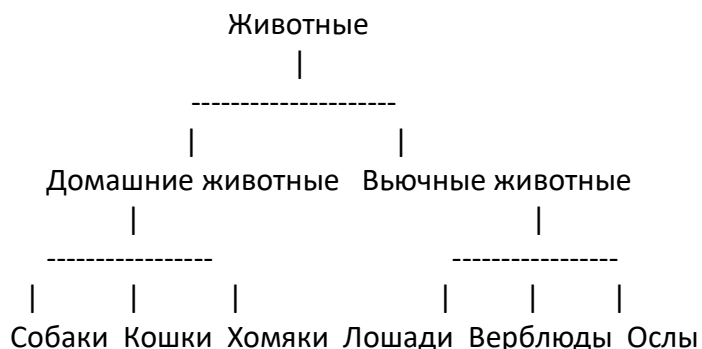 Животные
|
---------------------
| |
Домашние животные Вьючные животные
| |
----------------- -----------------
| | | | | |
Собаки Кошки Хомяки Лошади Верблюды Ослы